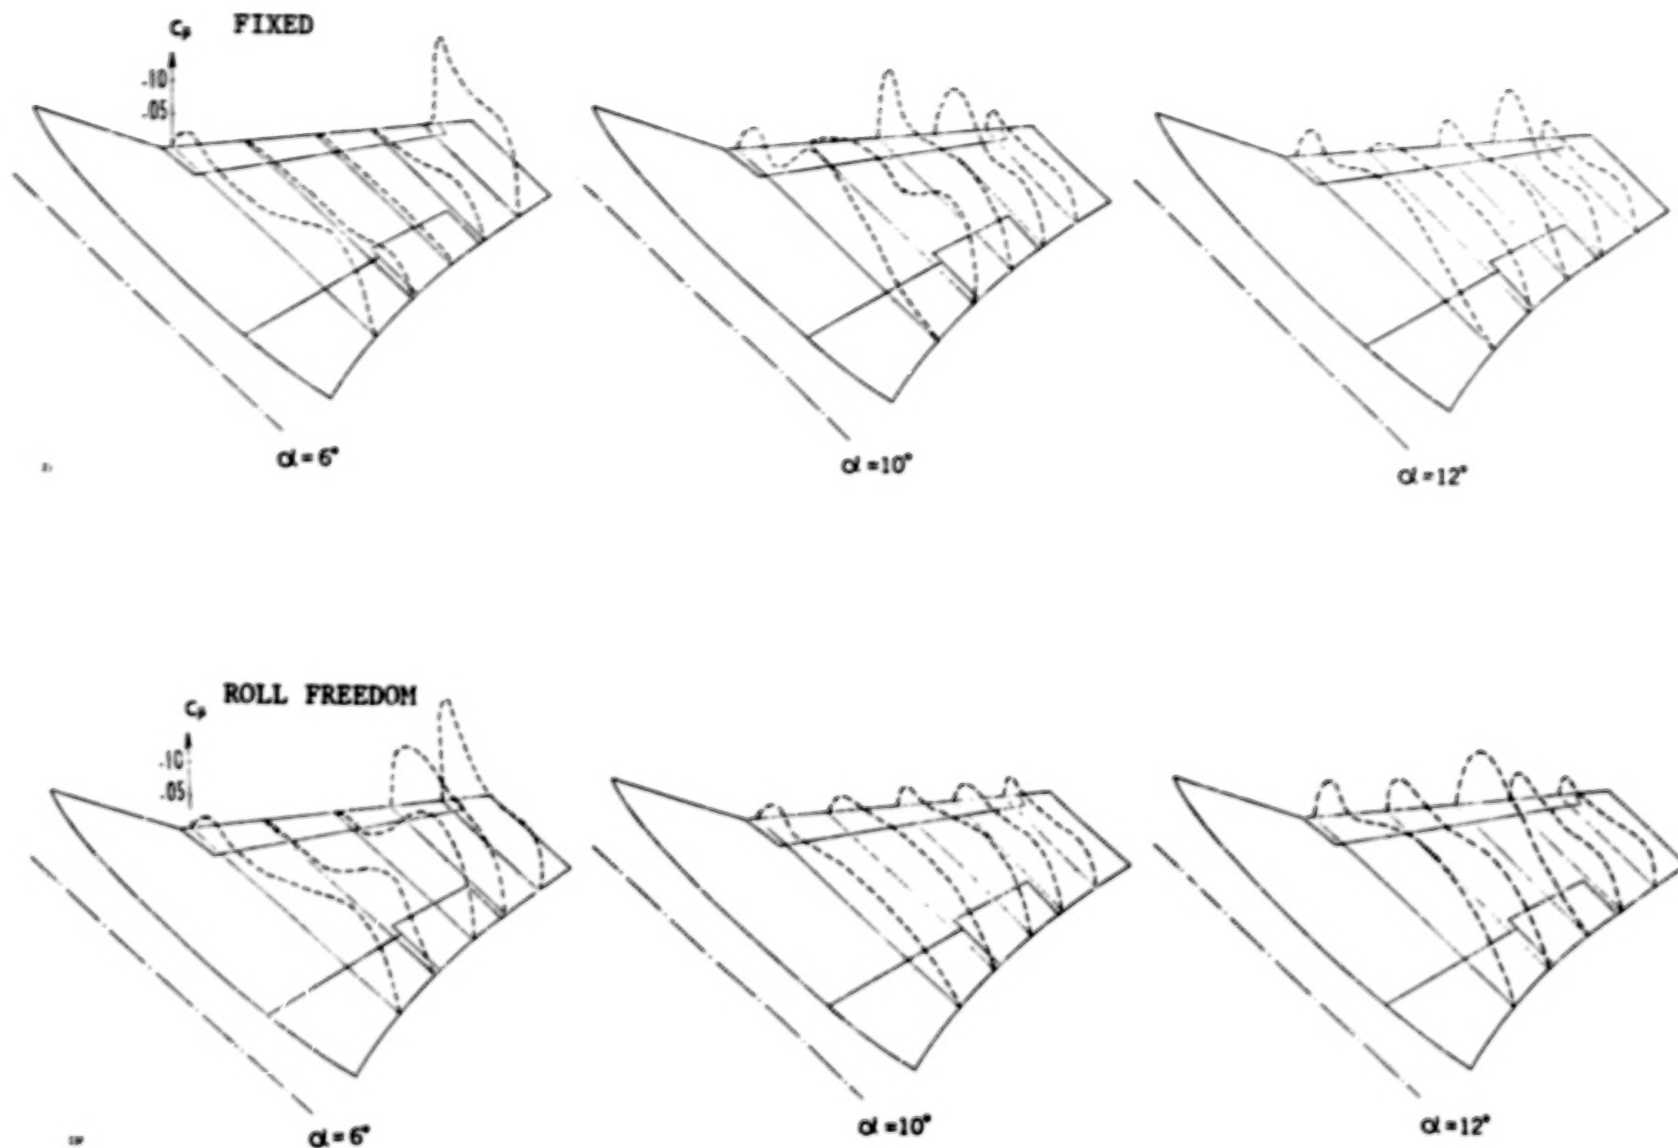 Cp FIXED
.10
.05
α = 6°
α = 10°
α = 12°
Cp ROLL FREEDOM
.10
.05
α = 6°
α = 10°
α = 12°